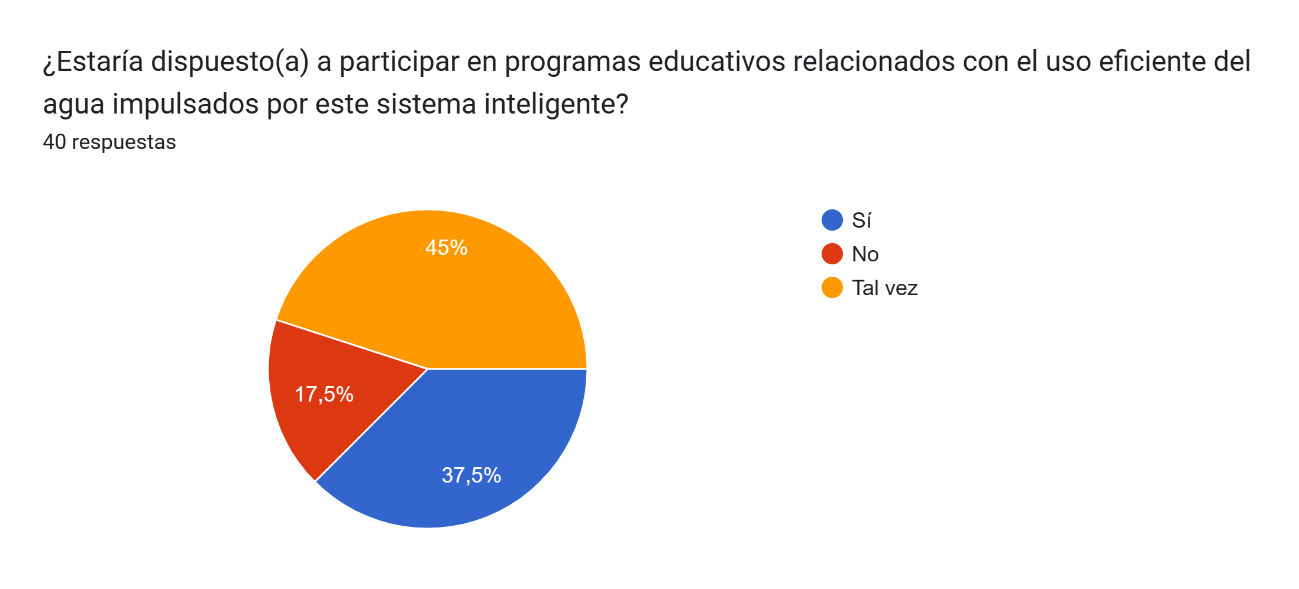 ¿Estaría dispuesto(a) a participar en programas educativos relacionados con el uso eficiente del
agua impulsados por este sistema inteligente?
40 respuestas
Sí
No
Tal vez
45%
17,5%
37,5%